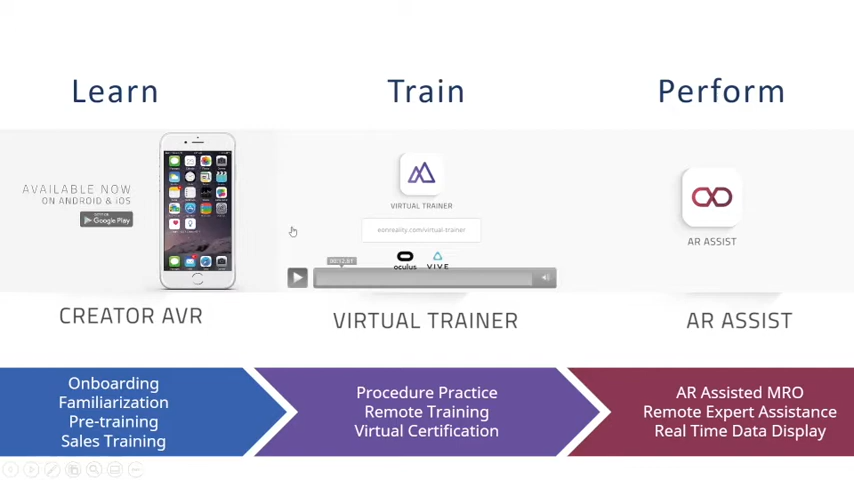 Learn
Train
Perform
AVAILABLE NOW
ON ANDROID & iOS
Google Play
VIRTUAL TRAINER
eonreality.com/virtual trainer
oculus
VIVE
AR ASSIST
CREATOR AVR
VIRTUAL TRAINER
AR ASSIST
Onboarding
Familiarization
Pre-training
Sales Training
Procedure Practice
Remote Training
Virtual Certification
AR Assisted MRO
Remote Expert Assistance
Real Time Data Display